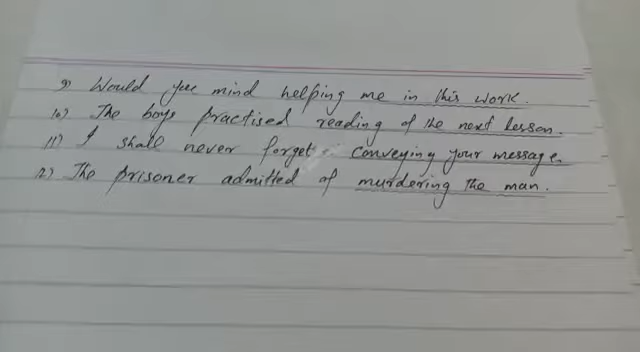 9) Would you mind helping me in this work.
10) The boys practised reading of the next lesson.
11) I shall never forget conveying your message.
12) The prisoner admitted of murdering the man.